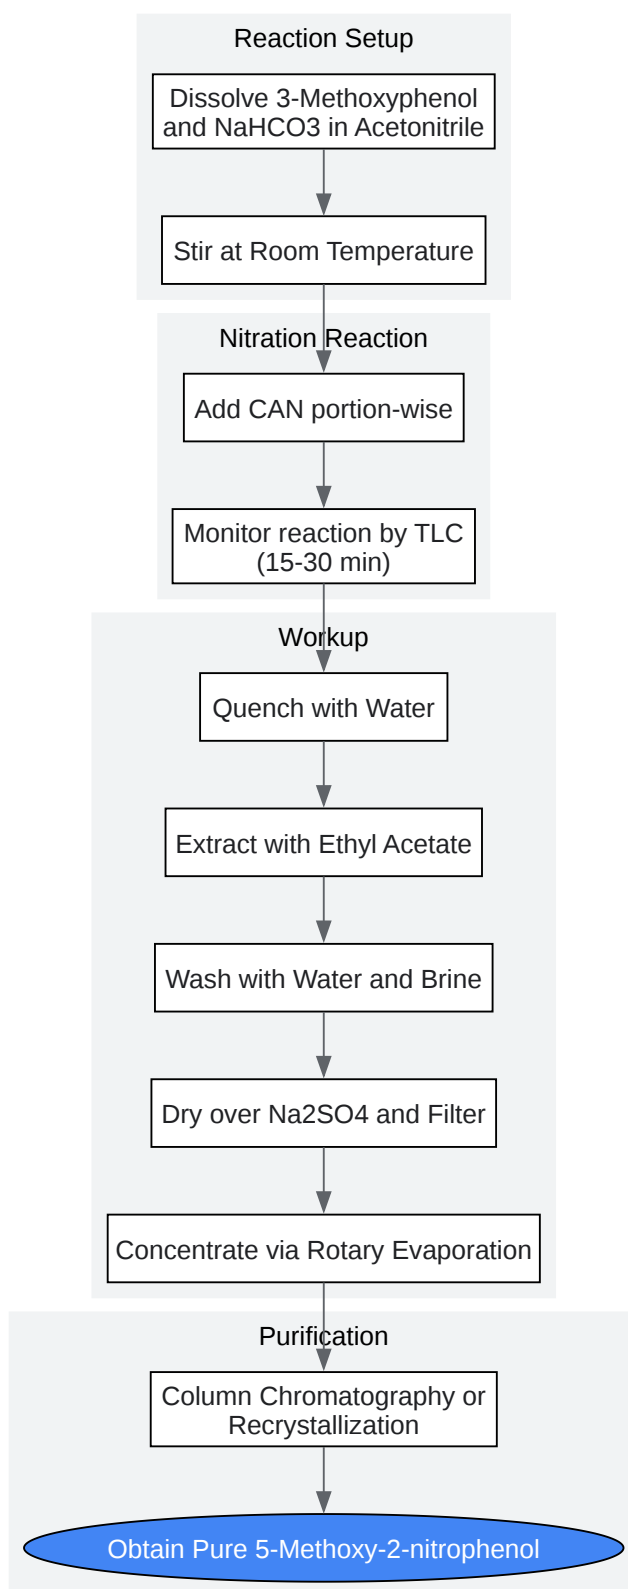 Reaction Setup
Dissolve 3-Methoxyphenol
and NaHCO3 in Acetonitrile
Stir at Room Temperature
Nitration Reaction
Add CAN portion-wise
Monitor reaction by TLC
(15-30 min)
Workup
Quench with Water
Extract with Ethyl Acetate
Wash with Water and Brine
Dry over Na2SO4 and Filter
Concentrate via Rotary Evaporation
Purification
Column Chromatography or
Recrystallization
Obtain Pure 5-Methoxy-2-nitrophenol